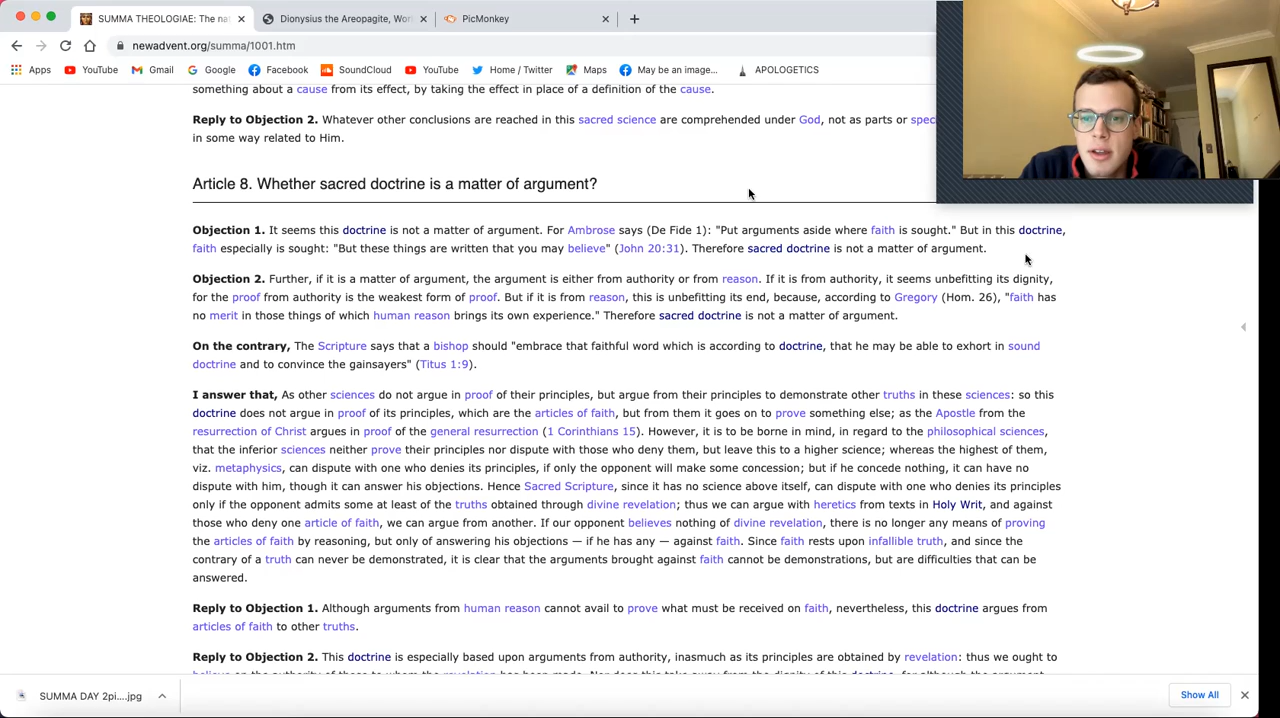 SUMMA THEOLOGIAE: The na
Dionysius the Areopagite, Wor
PicMonkey
newadvent.org/summa/1001.htm
Apps YouTube Gmail Google Facebook SoundCloud YouTube Home / Twitter Maps May be an image... APOLOGETICS
something about a cause from its effect, by taking the effect in place of a definition of the cause.
Reply to Objection 2. Whatever other conclusions are reached in this sacred science are comprehended under God, not as parts or spec
in some way related to Him.
Article 8. Whether sacred doctrine is a matter of argument?
Objection 1. It seems this doctrine is not a matter of argument. For Ambrose says (De Fide 1): "Put arguments aside where faith is sought." But in this doctrine,
faith especially is sought: "But these things are written that you may believe" (John 20:31). Therefore sacred doctrine is not a matter of argument.
Objection 2. Further, if it is a matter of argument, the argument is either from authority or from reason. If it is from authority, it seems unbefitting its dignity,
for the proof from authority is the weakest form of proof. But if it is from reason, this is unbefitting its end, because, according to Gregory (Hom. 26), "faith has
no merit in those things of which human reason brings its own experience." Therefore sacred doctrine is not a matter of argument.
On the contrary, The Scripture says that a bishop should "embrace that faithful word which is according to doctrine, that he may be able to exhort in sound
doctrine and to convince the gainsayers" (Titus 1:9).
I answer that, As other sciences do not argue in proof of their principles, but argue from their principles to demonstrate other truths in these sciences: so this
doctrine does not argue in proof of its principles, which are the articles of faith, but from them it goes on to prove something else; as the Apostle from the
resurrection of Christ argues in proof of the general resurrection (1 Corinthians 15). However, it is to be borne in mind, in regard to the philosophical sciences,
that the inferior sciences neither prove their principles nor dispute with those who deny them, but leave this to a higher science; whereas the highest of them,
viz. metaphysics, can dispute with one who denies its principles, if only the opponent will make some concession; but if he concede nothing, it can have no
dispute with him, though it can answer his objections. Hence Sacred Scripture, since it has no science above itself, can dispute with one who denies its principles
only if the opponent admits some at least of the truths obtained through divine revelation; thus we can argue with heretics from texts in Holy Writ, and against
those who deny one article of faith, we can argue from another. If our opponent believes nothing of divine revelation, there is no longer any means of proving
the articles of faith by reasoning, but only of answering his objections — if he has any — against faith. Since faith rests upon infallible truth, and since the
contrary of a truth can never be demonstrated, it is clear that the arguments brought against faith cannot be demonstrations, but are difficulties that can be
answered.
Reply to Objection 1. Although arguments from human reason cannot avail to prove what must be received on faith, nevertheless, this doctrine argues from
articles of faith to other truths.
Reply to Objection 2. This doctrine is especially based upon arguments from authority, inasmuch as its principles are obtained by revelation: thus we ought to
SUMMA DAY 2pi....jpg
Show All